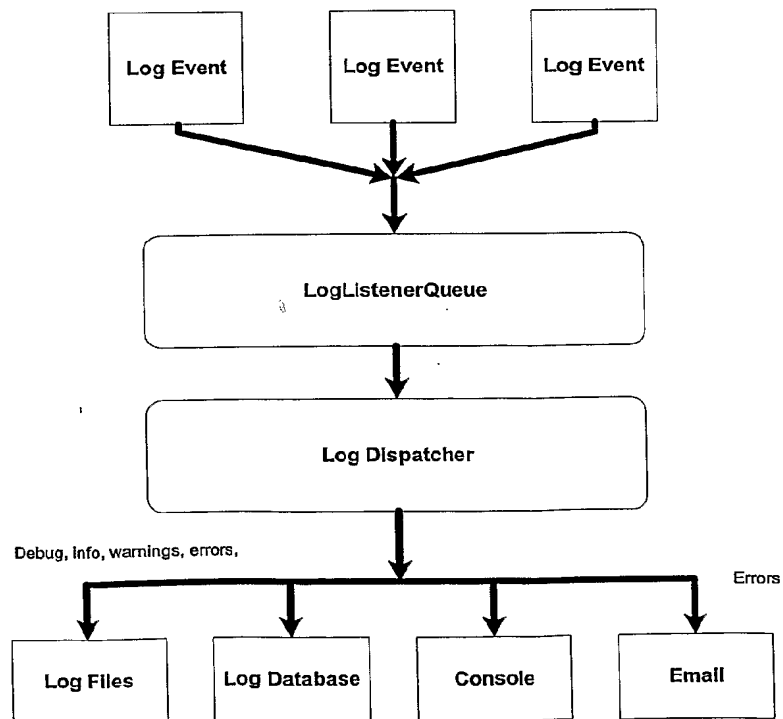 Log Event
Log Event
Log Event
LogListenerQueue
Log Dispatcher
Debug, info, warnings, errors,
Errors
Log Files
Log Database
Console
Email